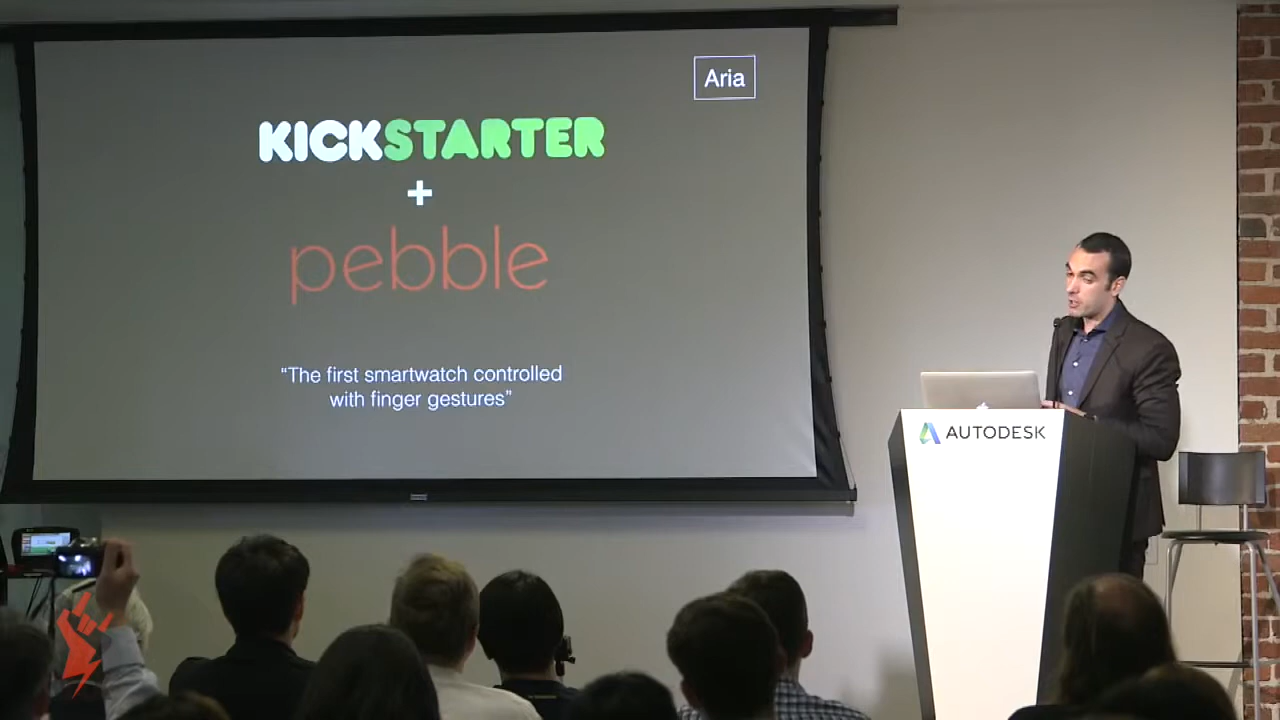 Aria
KICKSTARTER
+
pebble
“The first smartwatch controlled
with finger gestures”
AUTODESK